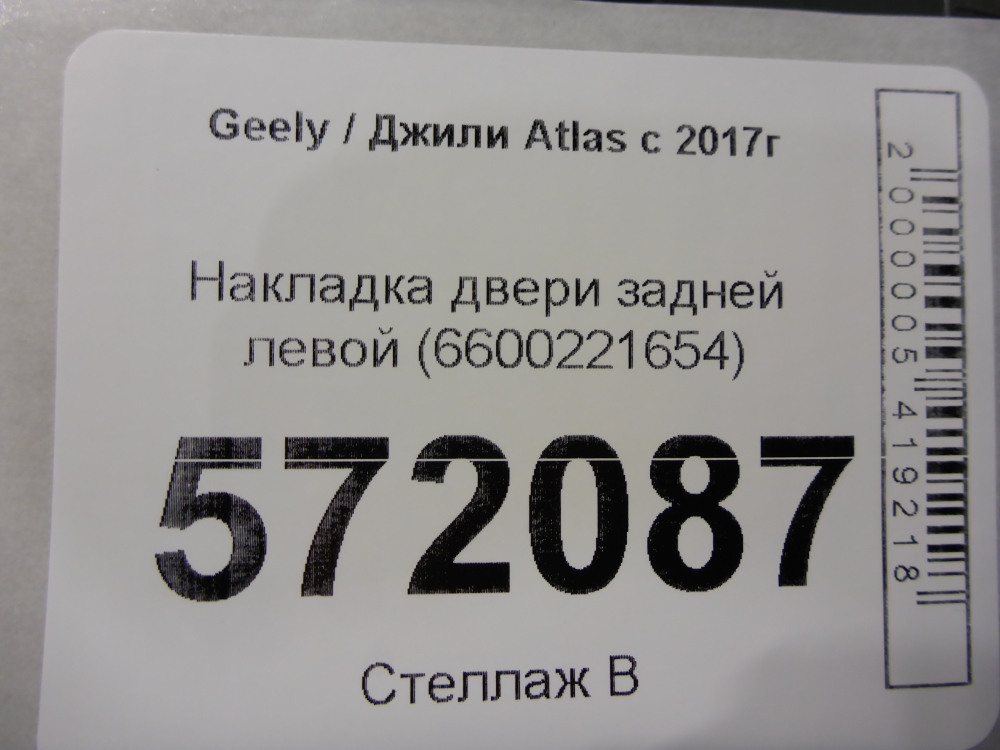 Geely / Джили Atlas с 2017г
Накладка двери задней
левой (6600221654)
572087
Стеллаж В
2000005419218